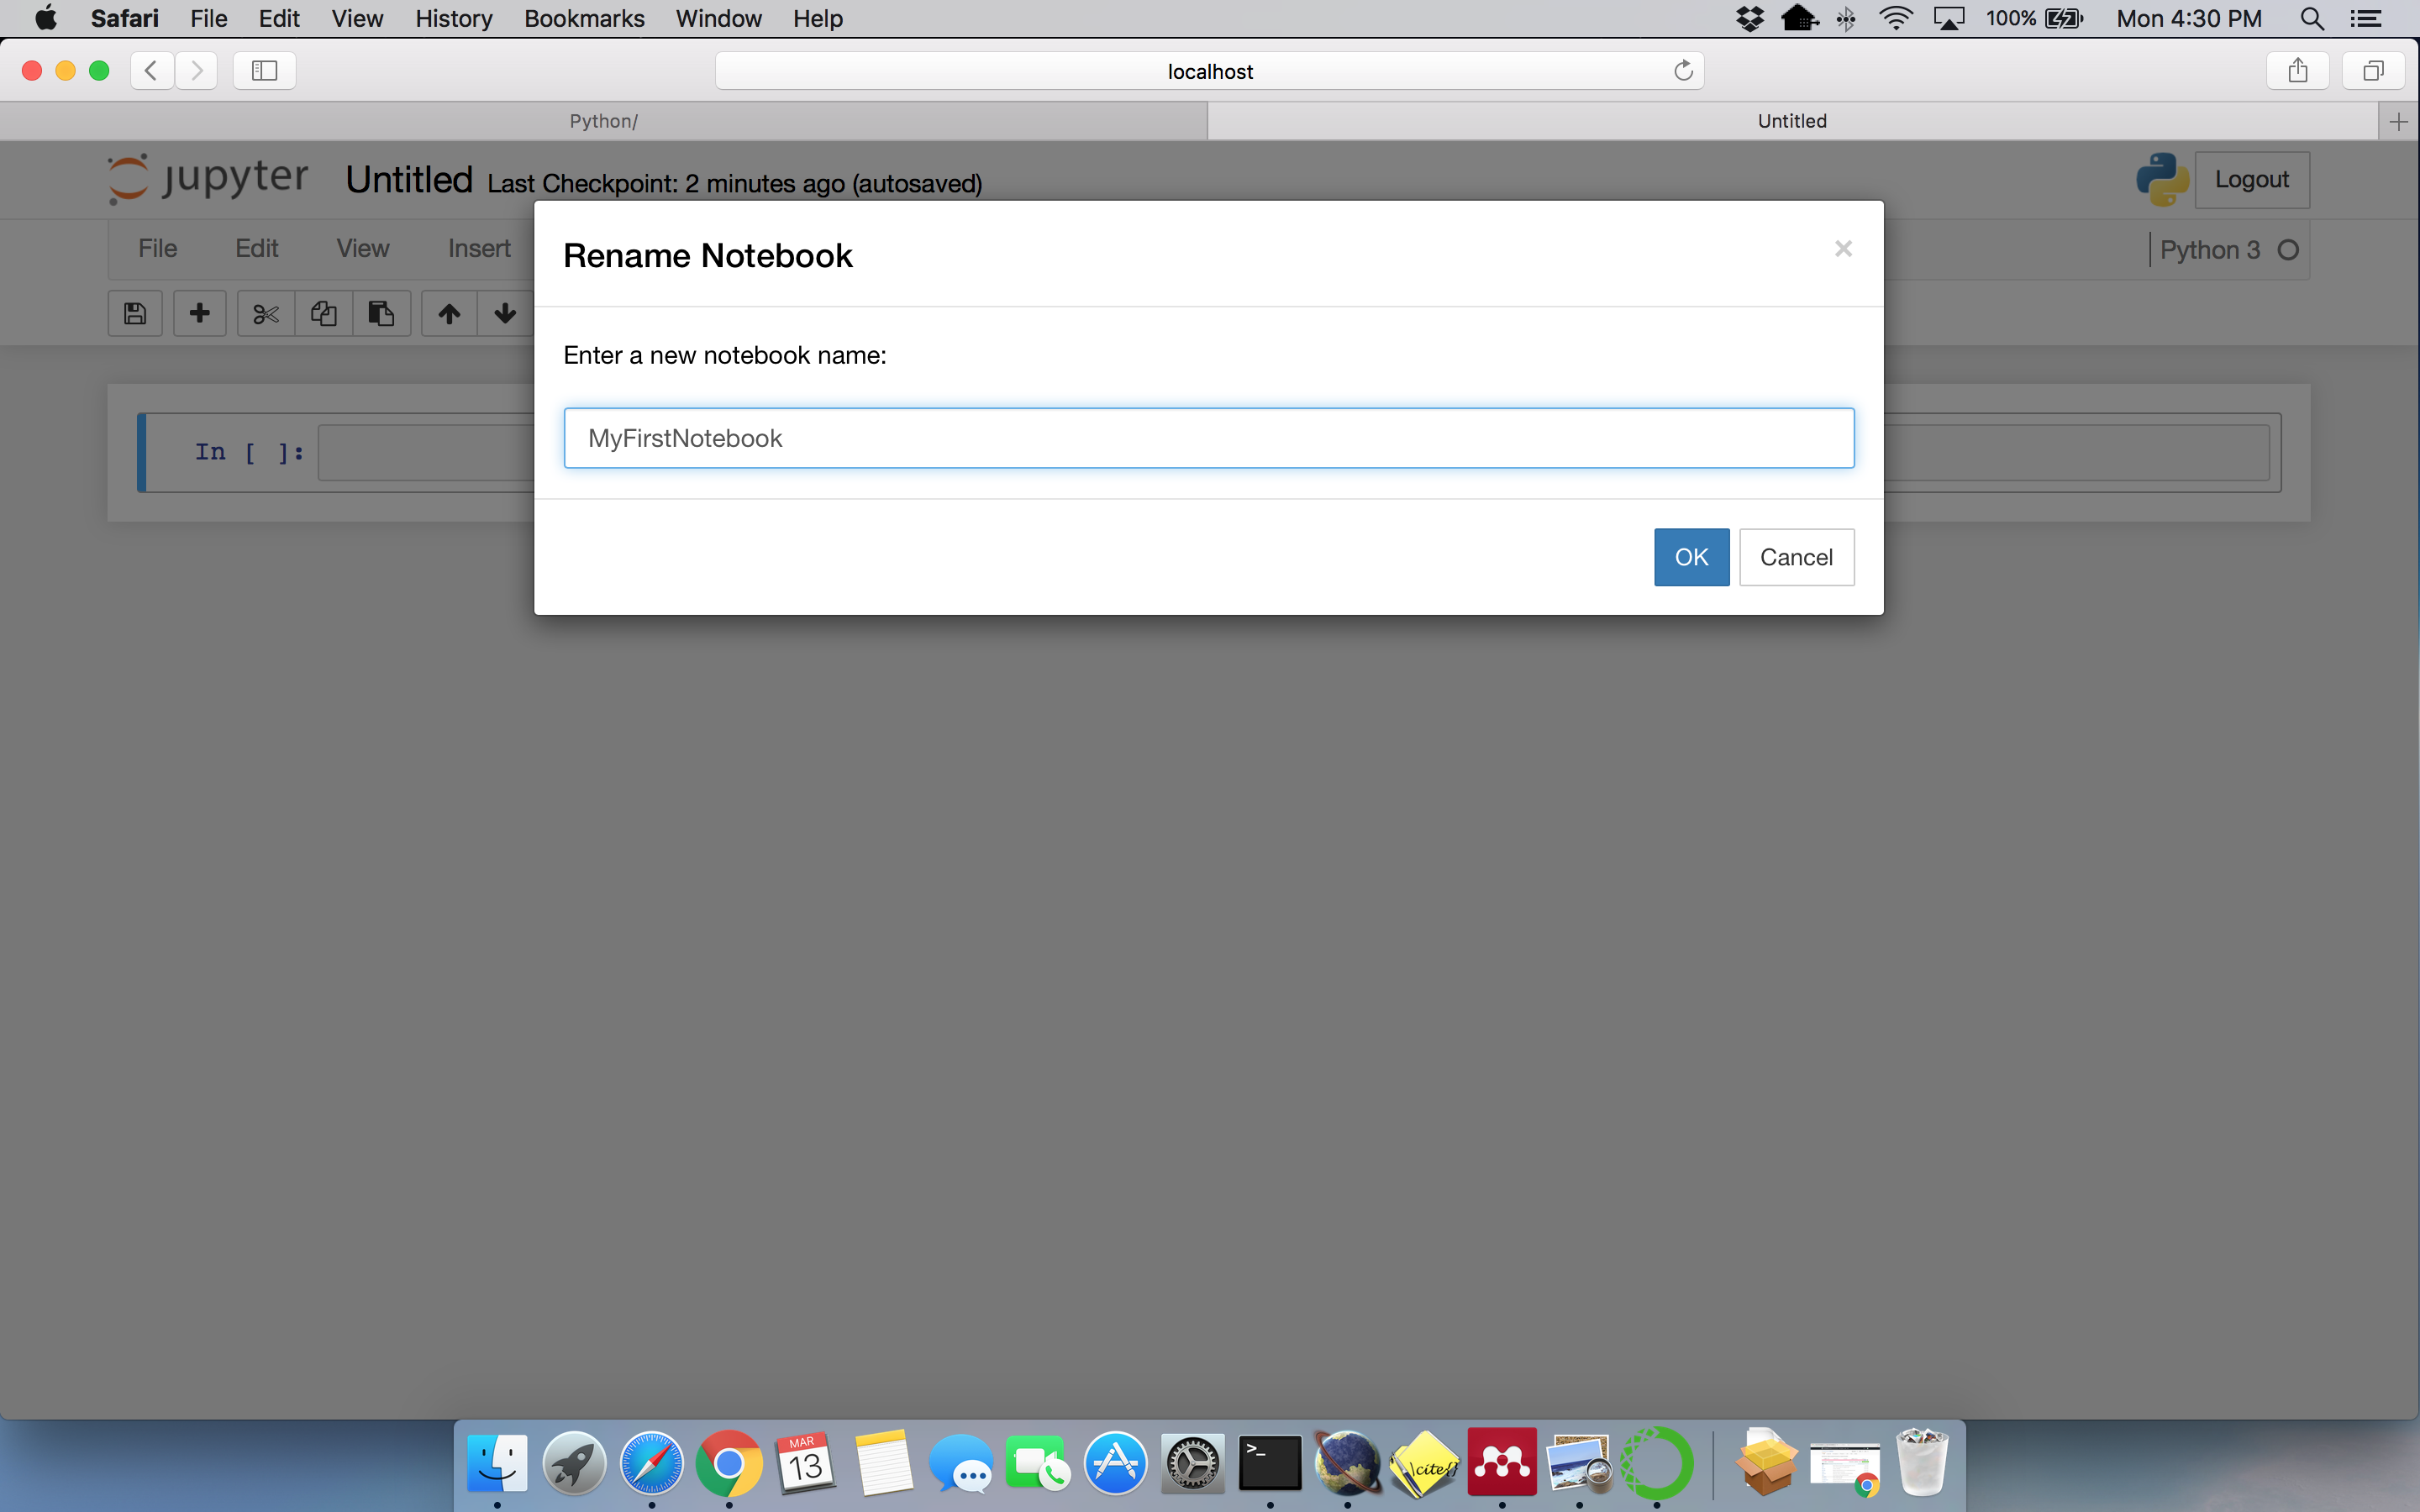 Safari File Edit View History Bookmarks Window Help 100% Mon 4:30 PM
localhost
Python/ Untitled
jupyter Untitled Last Checkpoint: 2 minutes ago (autosaved) Logout
File Edit View Insert Python 3
Rename Notebook
Enter a new notebook name:
In [ ]:
MyFirstNotebook
OK Cancel
MAR
13
>_
\cite{}